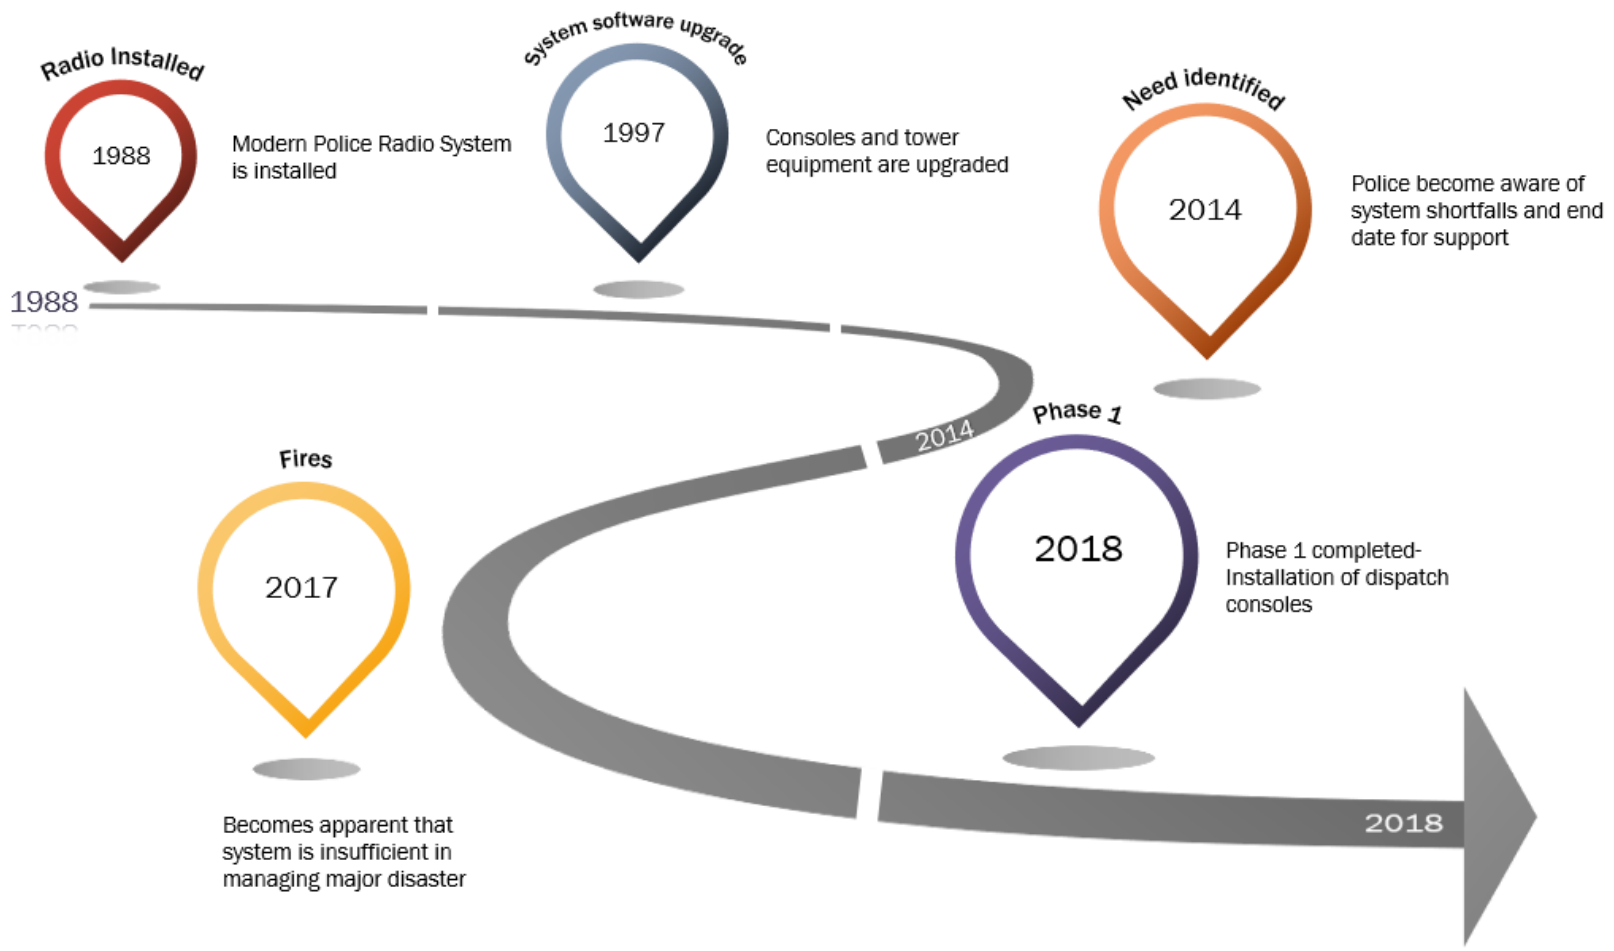 Radio Installed
1988
Modern Police Radio System
is installed
System software upgrade
1997
Consoles and tower
equipment are upgraded
Need identified
2014
Police become aware of
system shortfalls and end
date for support
1988
2014
Fires
2017
Becomes apparent that
system is insufficient in
managing major disaster
Phase 1
2018
Phase 1 completed-
Installation of dispatch
consoles
2018